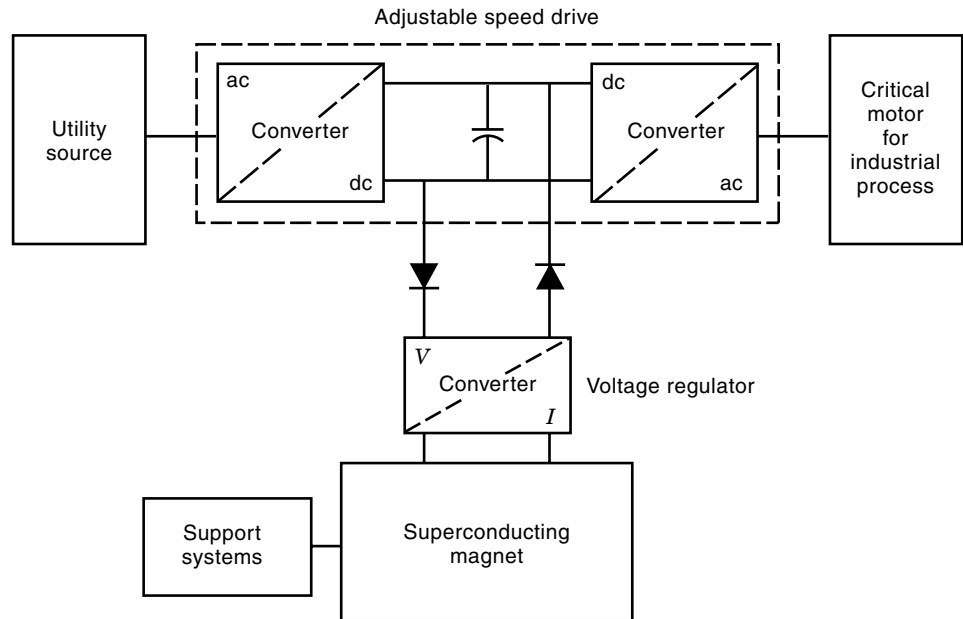 Adjustable speed drive
Utility
source
ac
Converter
dc
dc
Converter
ac
Critical
motor
for
industrial
process
V
Converter
I
Voltage regulator
Support
systems
Superconducting
magnet